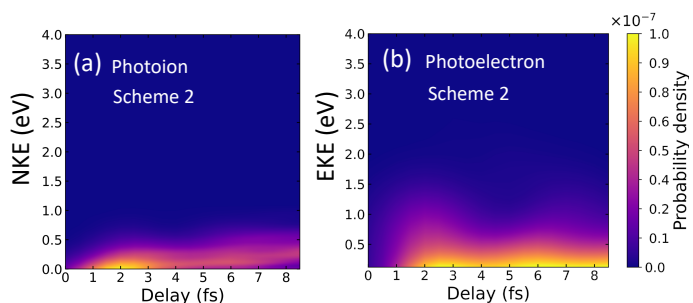 ×10⁻⁷
(a) Photoion
Scheme 2
NKE (eV)
4.0
3.5
3.0
2.5
2.0
1.5
1.0
0.5
0.0
0 1 2 3 4 5 6 7 8
Delay (fs)
(b) Photoelectron
Scheme 2
EKE (eV)
4.0
3.5
3.0
2.5
2.0
1.5
1.0
0.5
0 1 2 3 4 5 6 7 8
Delay (fs)
1.0
0.9
0.8
0.7
0.6
0.5
0.4
0.3
0.2
0.1
0.0
Probability density